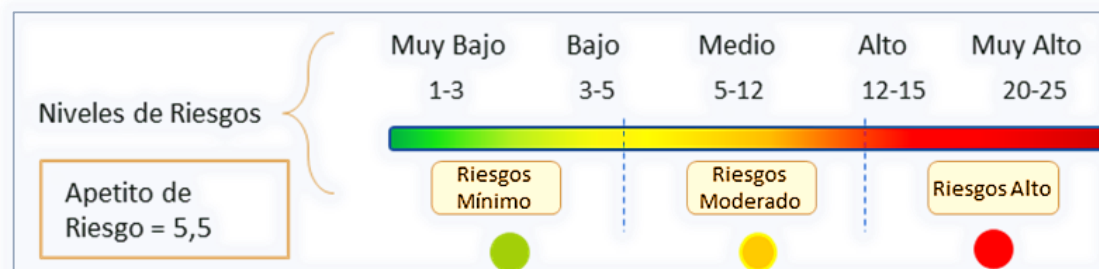 Muy Bajo Bajo Medio Alto Muy Alto
1-3 3-5 5-12 12-15 20-25
Niveles de Riesgos
Apetito de
Riesgo = 5,5
Riesgos
Mínimo
Riesgos
Moderado
Riesgos Alto